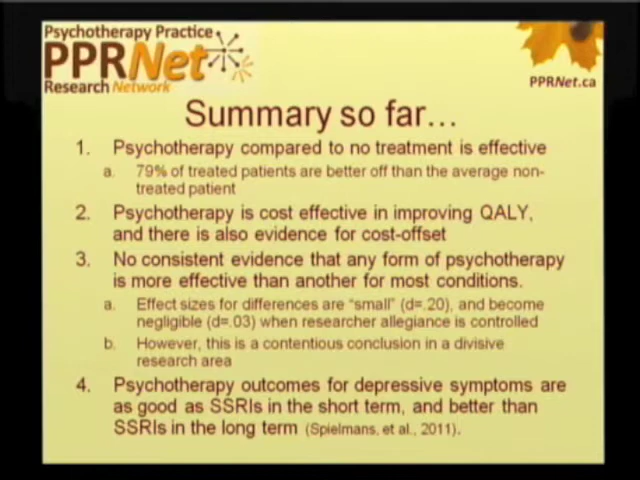 Psychotherapy Practice
PPRNet
Research Network
PPRNet.ca
Summary so far…
1. Psychotherapy compared to no treatment is effective
a. 79% of treated patients are better off than the average non-
treated patient
2. Psychotherapy is cost effective in improving QALY,
and there is also evidence for cost-offset
3. No consistent evidence that any form of psychotherapy
is more effective than another for most conditions.
a. Effect sizes for differences are “small” (d=.20), and become
negligible (d=.03) when researcher allegiance is controlled
b. However, this is a contentious conclusion in a divisive
research area
4. Psychotherapy outcomes for depressive symptoms are
as good as SSRIs in the short term, and better than
SSRIs in the long term (Spielmans, et al., 2011).